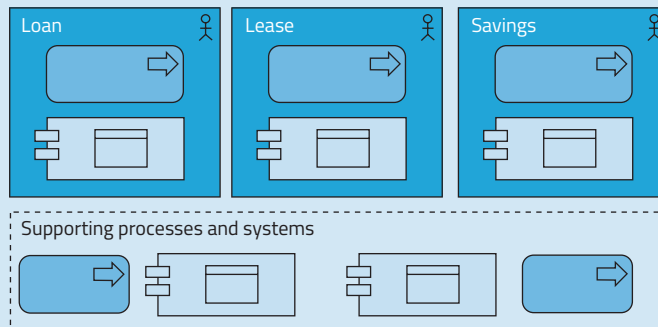 Loan
Lease
Savings
Supporting processes and systems